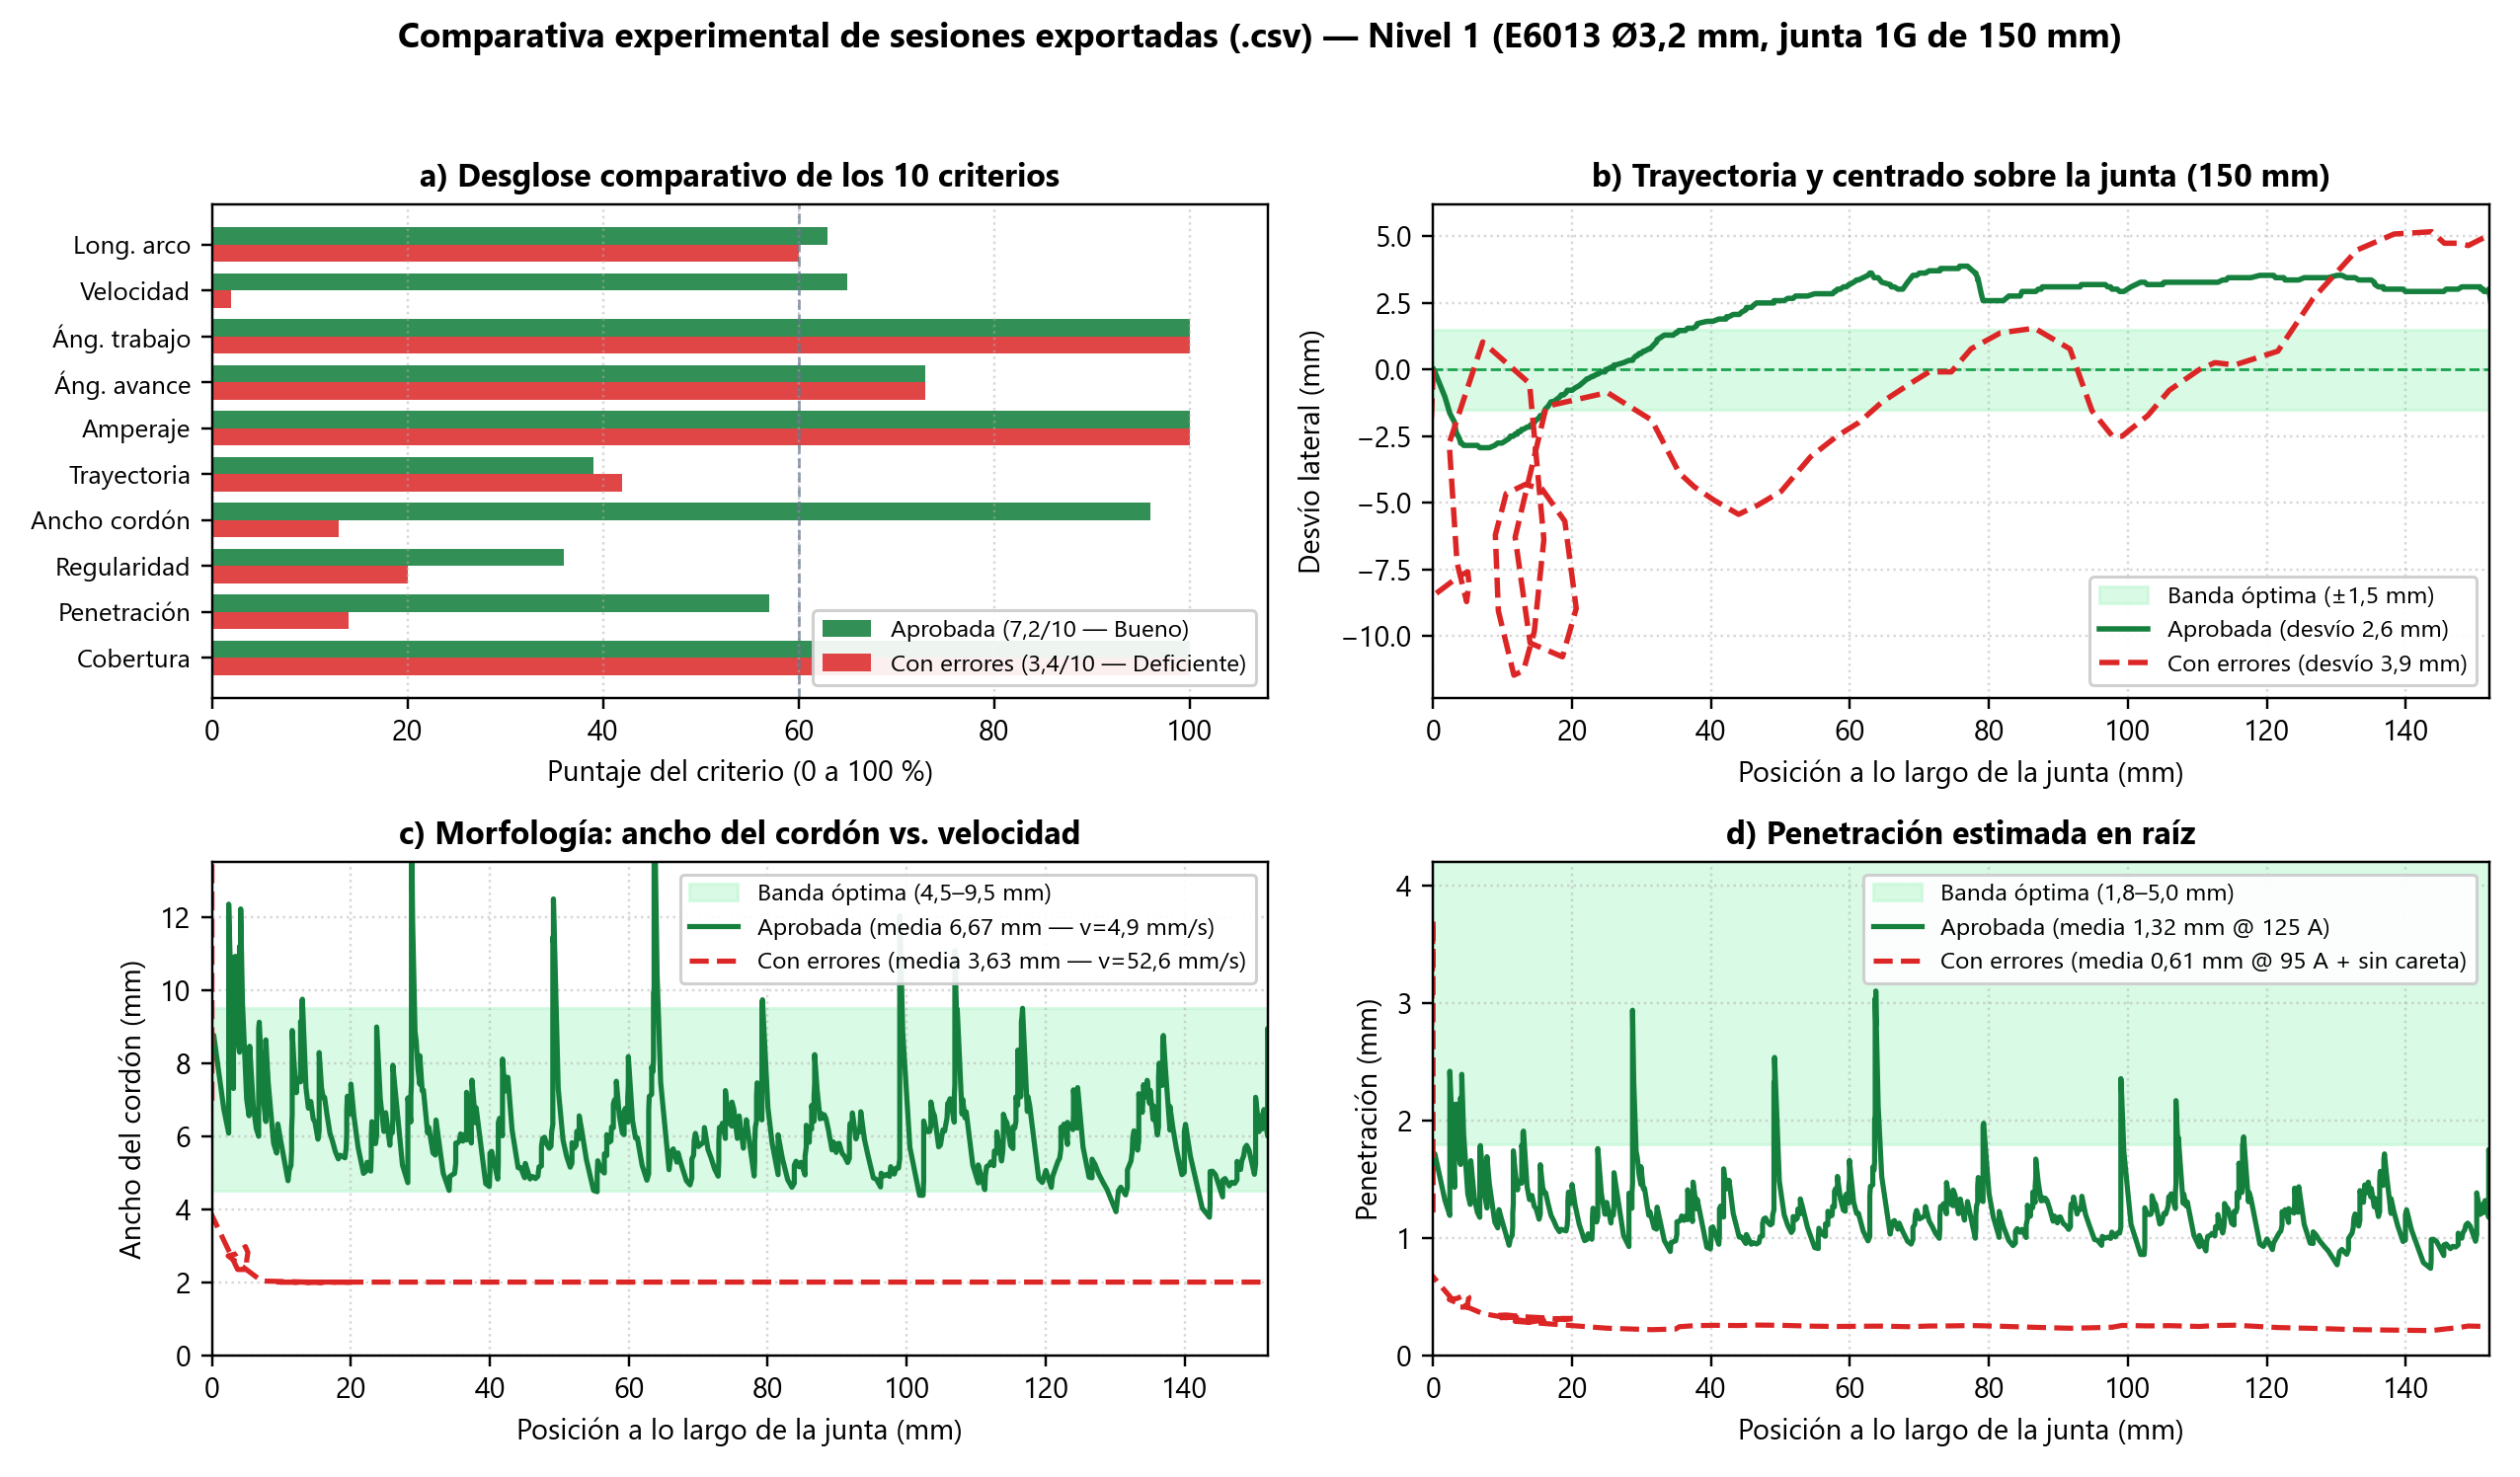 Comparativa experimental de sesiones exportadas (.csv) — Nivel 1 (E6013 Ø3,2 mm, junta 1G de 150 mm)
a) Desglose comparativo de los 10 criterios
Long. arco
Velocidad
Áng. trabajo
Áng. avance
Amperaje
Trayectoria
Ancho cordón
Regularidad
Penetración
Cobertura
Aprobada (7,2/10 — Bueno)
Con errores (3,4/10 — Deficiente)
0 20 40 60 80 100
Puntaje del criterio (0 a 100 %)
b) Trayectoria y centrado sobre la junta (150 mm)
Desvío lateral (mm)
5.0
2.5
0.0
−2.5
−5.0
−7.5
−10.0
Banda óptima (±1,5 mm)
Aprobada (desvío 2,6 mm)
Con errores (desvío 3,9 mm)
0 20 40 60 80 100 120 140
Posición a lo largo de la junta (mm)
c) Morfología: ancho del cordón vs. velocidad
Ancho del cordón (mm)
12
10
8
6
4
2
0
Banda óptima (4,5–9,5 mm)
Aprobada (media 6,67 mm — v=4,9 mm/s)
Con errores (media 3,63 mm — v=52,6 mm/s)
0 20 40 60 80 100 120 140
Posición a lo largo de la junta (mm)
d) Penetración estimada en raíz
Penetración (mm)
4
3
2
1
0
Banda óptima (1,8–5,0 mm)
Aprobada (media 1,32 mm @ 125 A)
Con errores (media 0,61 mm @ 95 A + sin careta)
0 20 40 60 80 100 120 140
Posición a lo largo de la junta (mm)